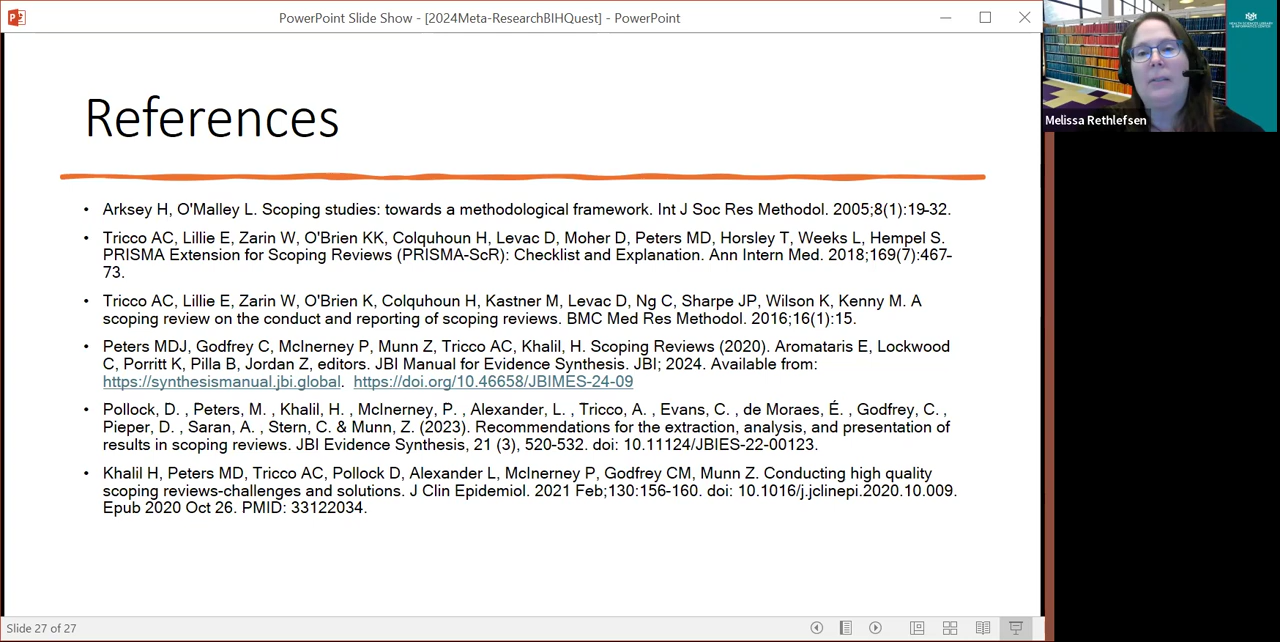 PowerPoint Slide Show - [2024Meta-ResearchBIHQuest] - PowerPoint
HEALTH SCIENCES LIBRARY
& INFORMATICS CENTER
Melissa Rethlefsen
References
• Arksey H, O'Malley L. Scoping studies: towards a methodological framework. Int J Soc Res Methodol. 2005;8(1):19-32.
• Tricco AC, Lillie E, Zarin W, O'Brien KK, Colquhoun H, Levac D, Moher D, Peters MD, Horsley T, Weeks L, Hempel S.
PRISMA Extension for Scoping Reviews (PRISMA-ScR): Checklist and Explanation. Ann Intern Med. 2018;169(7):467-
73.
• Tricco AC, Lillie E, Zarin W, O'Brien K, Colquhoun H, Kastner M, Levac D, Ng C, Sharpe JP, Wilson K, Kenny M. A
scoping review on the conduct and reporting of scoping reviews. BMC Med Res Methodol. 2016;16(1):15.
• Peters MDJ, Godfrey C, McInerney P, Munn Z, Tricco AC, Khalil, H. Scoping Reviews (2020). Aromataris E, Lockwood
C, Porritt K, Pilla B, Jordan Z, editors. JBI Manual for Evidence Synthesis. JBI; 2024. Available from:
https://synthesismanual.jbi.global. https://doi.org/10.46658/JBIMES-24-09
• Pollock, D. , Peters, M. , Khalil, H. , McInerney, P. , Alexander, L. , Tricco, A. , Evans, C. , de Moraes, É. , Godfrey, C. ,
Pieper, D. , Saran, A. , Stern, C. & Munn, Z. (2023). Recommendations for the extraction, analysis, and presentation of
results in scoping reviews. JBI Evidence Synthesis, 21 (3), 520-532. doi: 10.11124/JBIES-22-00123.
• Khalil H, Peters MD, Tricco AC, Pollock D, Alexander L, McInerney P, Godfrey CM, Munn Z. Conducting high quality
scoping reviews-challenges and solutions. J Clin Epidemiol. 2021 Feb;130:156-160. doi: 10.1016/j.jclinepi.2020.10.009.
Epub 2020 Oct 26. PMID: 33122034.
Slide 27 of 27